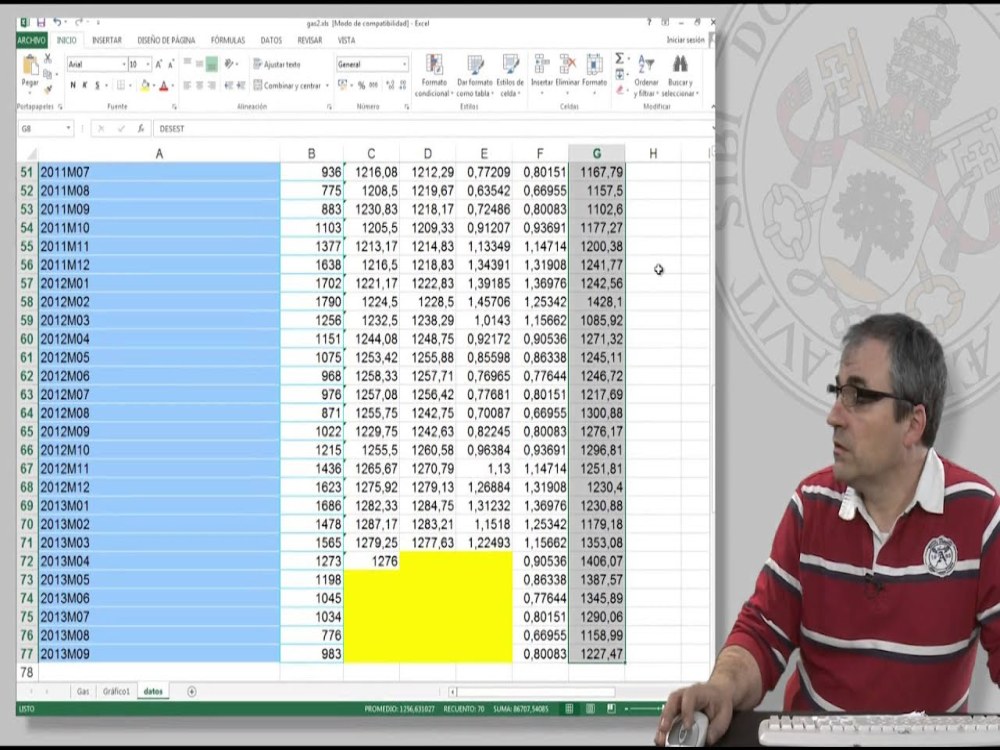 gas2.xls [Modo de compatibilidad] - Excel
ARCHIVO INICIO INSERTAR DISEÑO DE PÁGINA FÓRMULAS DATOS REVISAR VISTA Iniciar sesión
Pegar Arial 10 Ajustar texto General
N K S Combinar y centrar Formato condicional Dar formato como tabla Estilos de celda Insertar Eliminar Formato Ordenar y filtrar Buscar y seleccionar
Portapapeles Fuente Alineación Número Estilos Celdas Modificar
G8 fx DESEST
A B C D E F G H
51 2011M07 936 1216,08 1212,29 0,77209 0,80151 1167,79
52 2011M08 775 1208,5 1219,67 0,63542 0,66955 1157,5
53 2011M09 883 1230,83 1218,17 0,72486 0,80083 1102,6
54 2011M10 1103 1205,5 1209,33 0,91207 0,93691 1177,27
55 2011M11 1377 1213,17 1214,83 1,13349 1,14714 1200,38
56 2011M12 1638 1216,5 1218,83 1,34391 1,31908 1241,77
57 2012M01 1702 1221,17 1222,83 1,39185 1,36976 1242,56
58 2012M02 1790 1224,5 1228,5 1,45706 1,25342 1428,1
59 2012M03 1256 1232,5 1238,29 1,0143 1,15662 1085,92
60 2012M04 1151 1244,08 1248,75 0,92172 0,90536 1271,32
61 2012M05 1075 1253,42 1255,88 0,85598 0,86338 1245,11
62 2012M06 968 1258,33 1257,71 0,76965 0,77644 1246,72
63 2012M07 976 1257,08 1256,42 0,77681 0,80151 1217,69
64 2012M08 871 1255,75 1242,75 0,70087 0,66955 1300,88
65 2012M09 1022 1229,75 1242,63 0,82245 0,80083 1276,17
66 2012M10 1215 1255,5 1260,58 0,96384 0,93691 1296,81
67 2012M11 1436 1265,67 1270,79 1,13 1,14714 1251,81
68 2012M12 1623 1275,92 1279,13 1,26884 1,31908 1230,4
69 2013M01 1686 1282,33 1284,75 1,31232 1,36976 1230,88
70 2013M02 1478 1287,17 1283,21 1,1518 1,25342 1179,18
71 2013M03 1565 1279,25 1277,63 1,22493 1,15662 1353,08
72 2013M04 1273 1276 0,90536 1406,07
73 2013M05 1198 0,86338 1387,57
74 2013M06 1045 0,77644 1345,89
75 2013M07 1034 0,80151 1290,06
76 2013M08 776 0,66955 1158,99
77 2013M09 983 0,80083 1227,47
78
Gas Gráfico1 datos
LISTO PROMEDIO: 1256,631027 RECUENTO: 70 SUMA: 86707,54085
SIBI